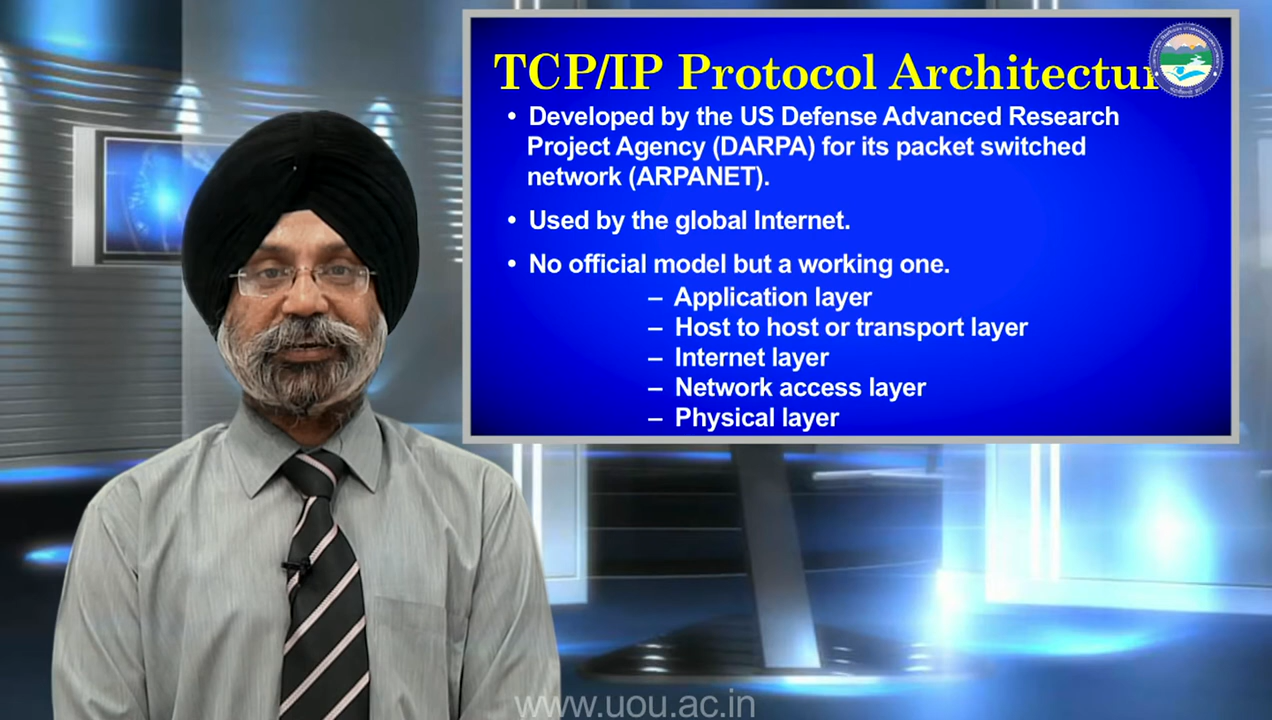 TCP/IP Protocol Architectur
• Developed by the US Defense Advanced Research
Project Agency (DARPA) for its packet switched
network (ARPANET).
• Used by the global Internet.
• No official model but a working one.
– Application layer
– Host to host or transport layer
– Internet layer
– Network access layer
– Physical layer
www.uou.ac.in